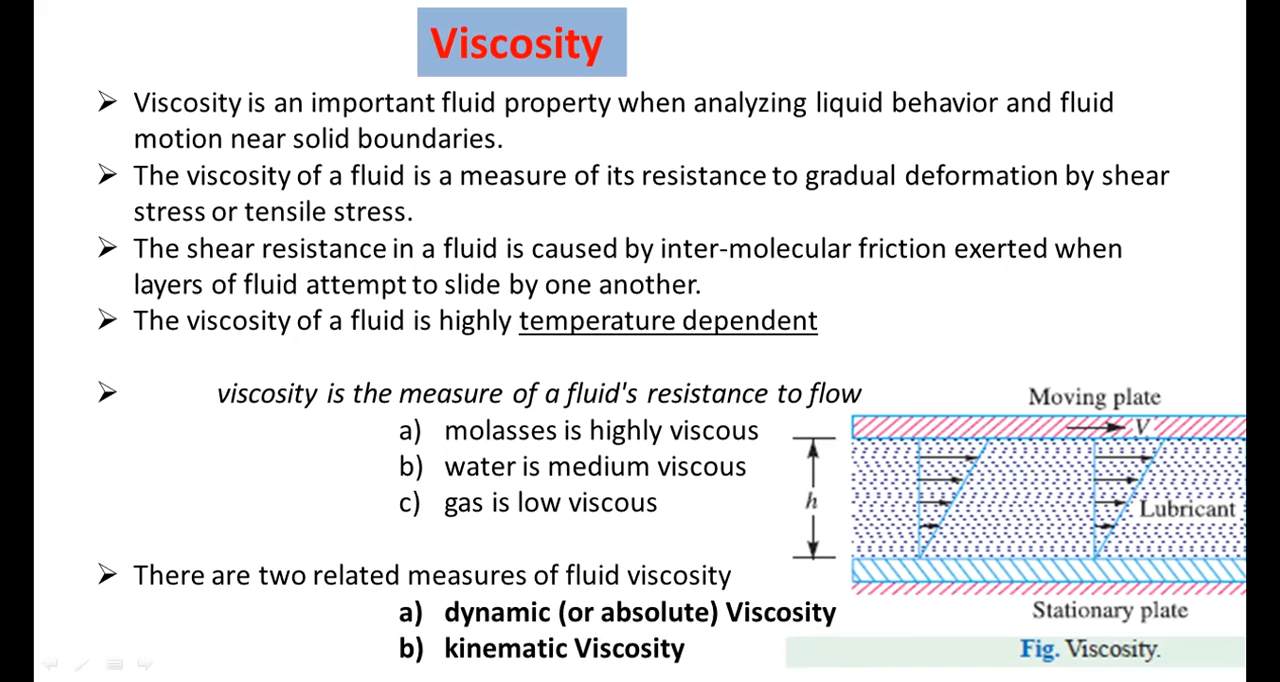 Viscosity
➢ Viscosity is an important fluid property when analyzing liquid behavior and fluid
motion near solid boundaries.
➢ The viscosity of a fluid is a measure of its resistance to gradual deformation by shear
stress or tensile stress.
➢ The shear resistance in a fluid is caused by inter-molecular friction exerted when
layers of fluid attempt to slide by one another.
➢ The viscosity of a fluid is highly temperature dependent
➢ viscosity is the measure of a fluid's resistance to flow
a) molasses is highly viscous
b) water is medium viscous
c) gas is low viscous
➢ There are two related measures of fluid viscosity
a) dynamic (or absolute) Viscosity
b) kinematic Viscosity
Moving plate
V
h
Lubricant
Stationary plate
Fig. Viscosity.